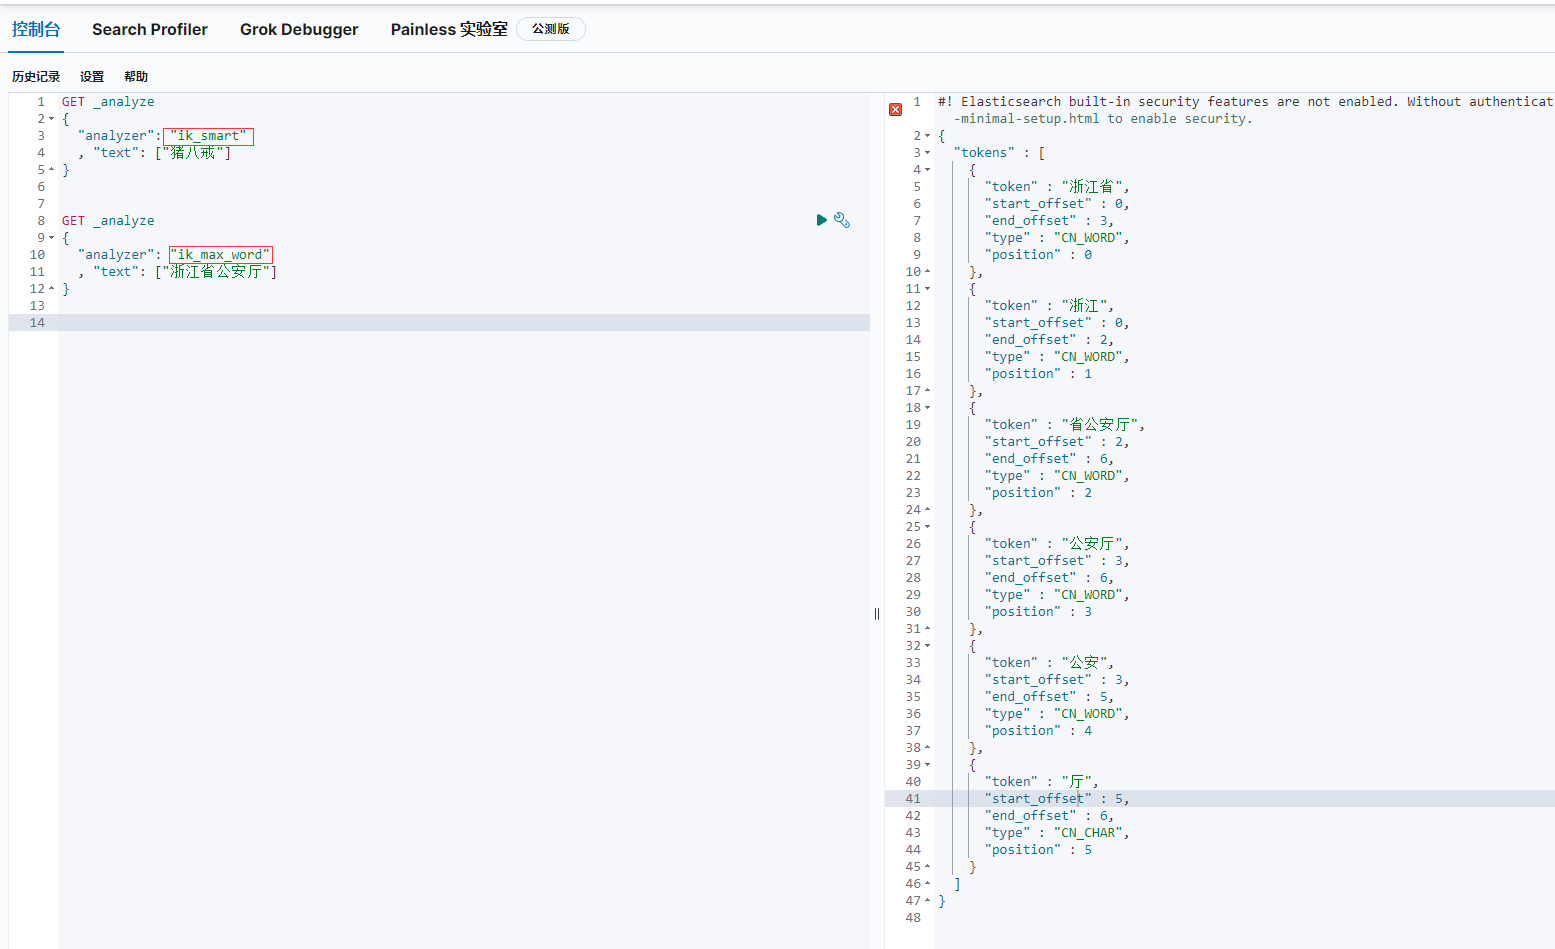 控制台 Search Profiler Grok Debugger Painless 实验室 公测版
历史记录 设置 帮助
1 GET _analyze
2 {
3 "analyzer": "ik_smart"
4 , "text": ["猪八戒"]
5 }
6
7
8 GET _analyze
9 {
10 "analyzer": "ik_max_word"
11 , "text": ["浙江省公安厅"]
12 }
13
14
1 #! Elasticsearch built-in security features are not enabled. Without authenticat
-minimal-setup.html to enable security.
2 {
3 "tokens" : [
4 {
5 "token" : "浙江省",
6 "start_offset" : 0,
7 "end_offset" : 3,
8 "type" : "CN_WORD",
9 "position" : 0
10 },
11 {
12 "token" : "浙江",
13 "start_offset" : 0,
14 "end_offset" : 2,
15 "type" : "CN_WORD",
16 "position" : 1
17 },
18 {
19 "token" : "省公安厅",
20 "start_offset" : 2,
21 "end_offset" : 6,
22 "type" : "CN_WORD",
23 "position" : 2
24 },
25 {
26 "token" : "公安厅",
27 "start_offset" : 3,
28 "end_offset" : 6,
29 "type" : "CN_WORD",
30 "position" : 3
31 },
32 {
33 "token" : "公安",
34 "start_offset" : 3,
35 "end_offset" : 5,
36 "type" : "CN_WORD",
37 "position" : 4
38 },
39 {
40 "token" : "厅",
41 "start_offset" : 5,
42 "end_offset" : 6,
43 "type" : "CN_CHAR",
44 "position" : 5
45 }
46 ]
47 }
48